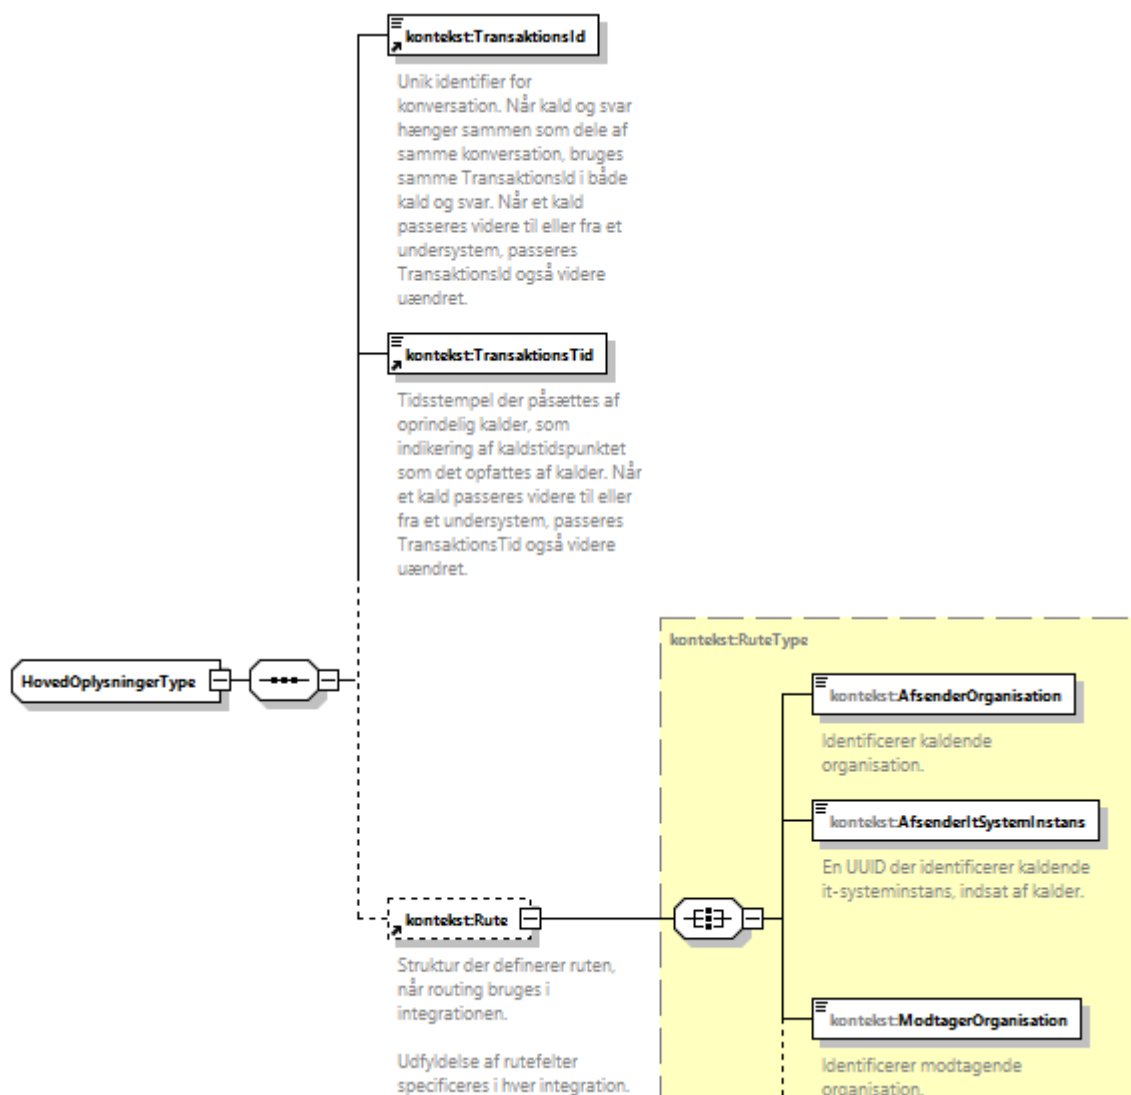 kontekst:TransaktionsId
Unik identifier for
konversation. Når kald og svar
hænger sammen som dele af
samme konversation, bruges
samme TransaktionsId i både
kald og svar. Når et kald
passeres videre til eller fra et
undersystem, passeres
TransaktionsId også videre
uændret.
kontekst:TransaktionsTid
Tidsstempel der påsættes af
oprindelig kalder, som
indikering af kaldstidspunktet
som det opfattes af kalder. Når
et kald passeres videre til eller
fra et undersystem, passeres
TransaktionsTid også videre
uændret.
HovedOplysningerType
kontekst:Rute
Struktur der definerer ruten,
når routing bruges i
integrationen.
Udfyldelse af rutefelter
specificeres i hver integration.
kontekst:RuteType
kontekst:AfsenderOrganisation
Identificerer kaldende
organisation.
kontekst:AfsenderItSystemInstans
En UUID der identificerer kaldende
it-systeminstans, indsat af kalder.
kontekst:ModtagerOrganisation
Identificerer modtagende
organisation.